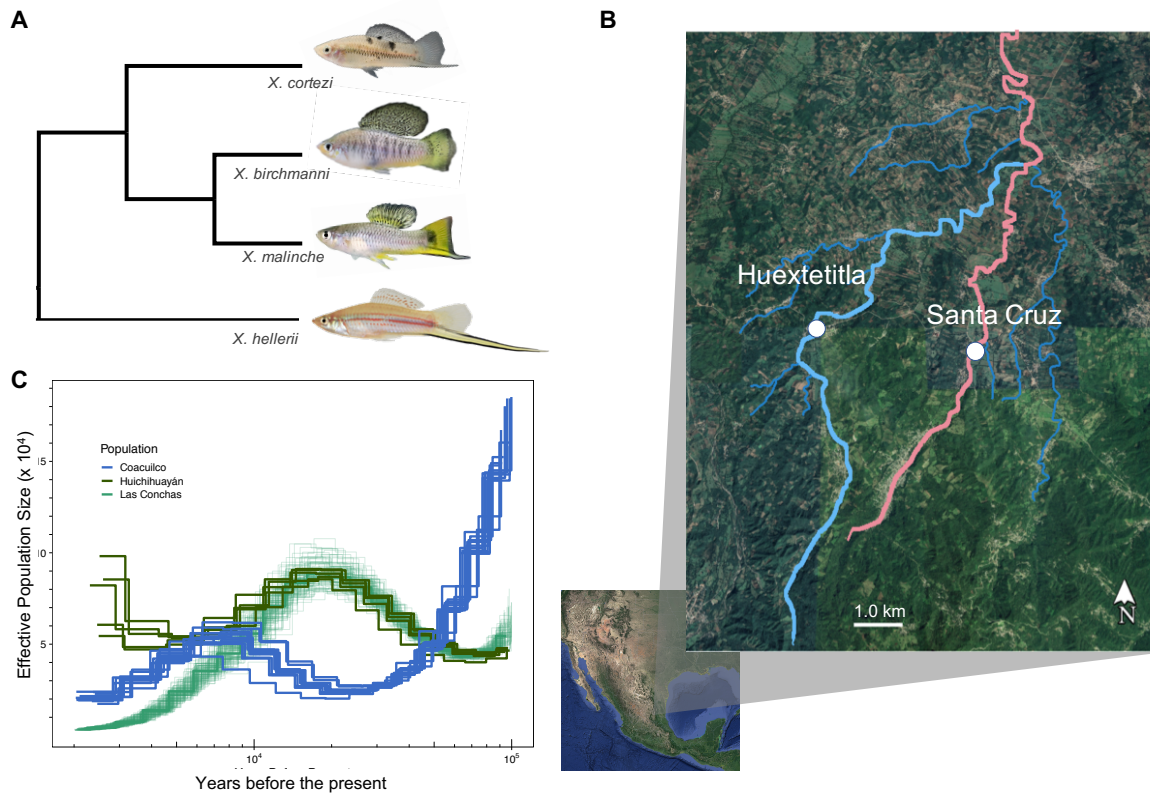 A
X. cortezi
X. birchmanni
X. malinche
X. hellerii
B
Huextetitla
Santa Cruz
1.0 km
N
C
Effective Population Size (x 10⁴)
15
10
5
Population
Coacuilco
Huichihuayán
Las Conchas
10⁴
10⁵
Years before the present